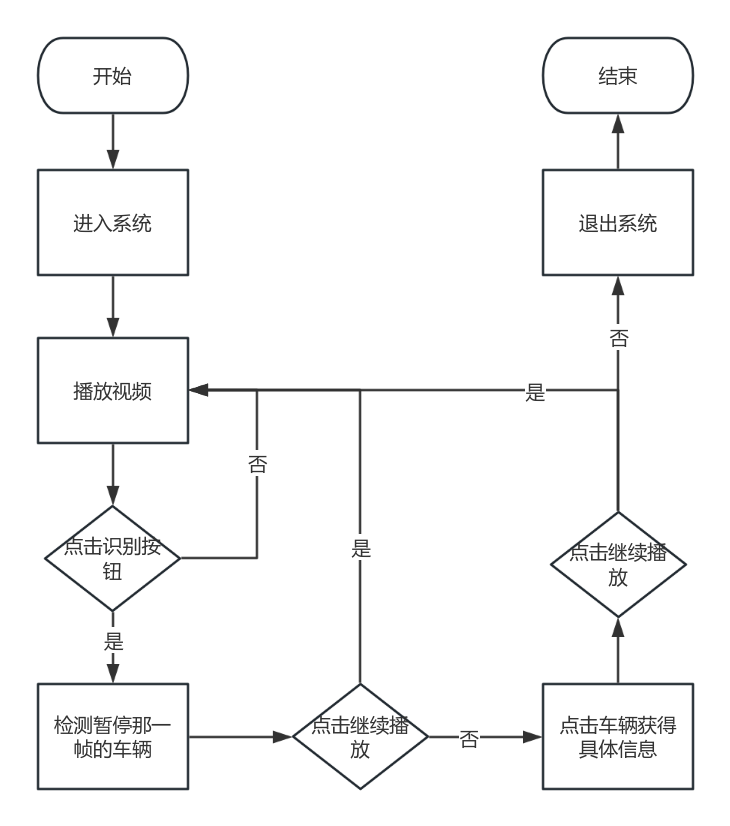 开始
结束
进入系统
退出系统
否
播放视频
是
否
点击识别按
钮
是
点击继续播
放
是
检测暂停那一
帧的车辆
点击继续播
放
否
点击车辆获得
具体信息